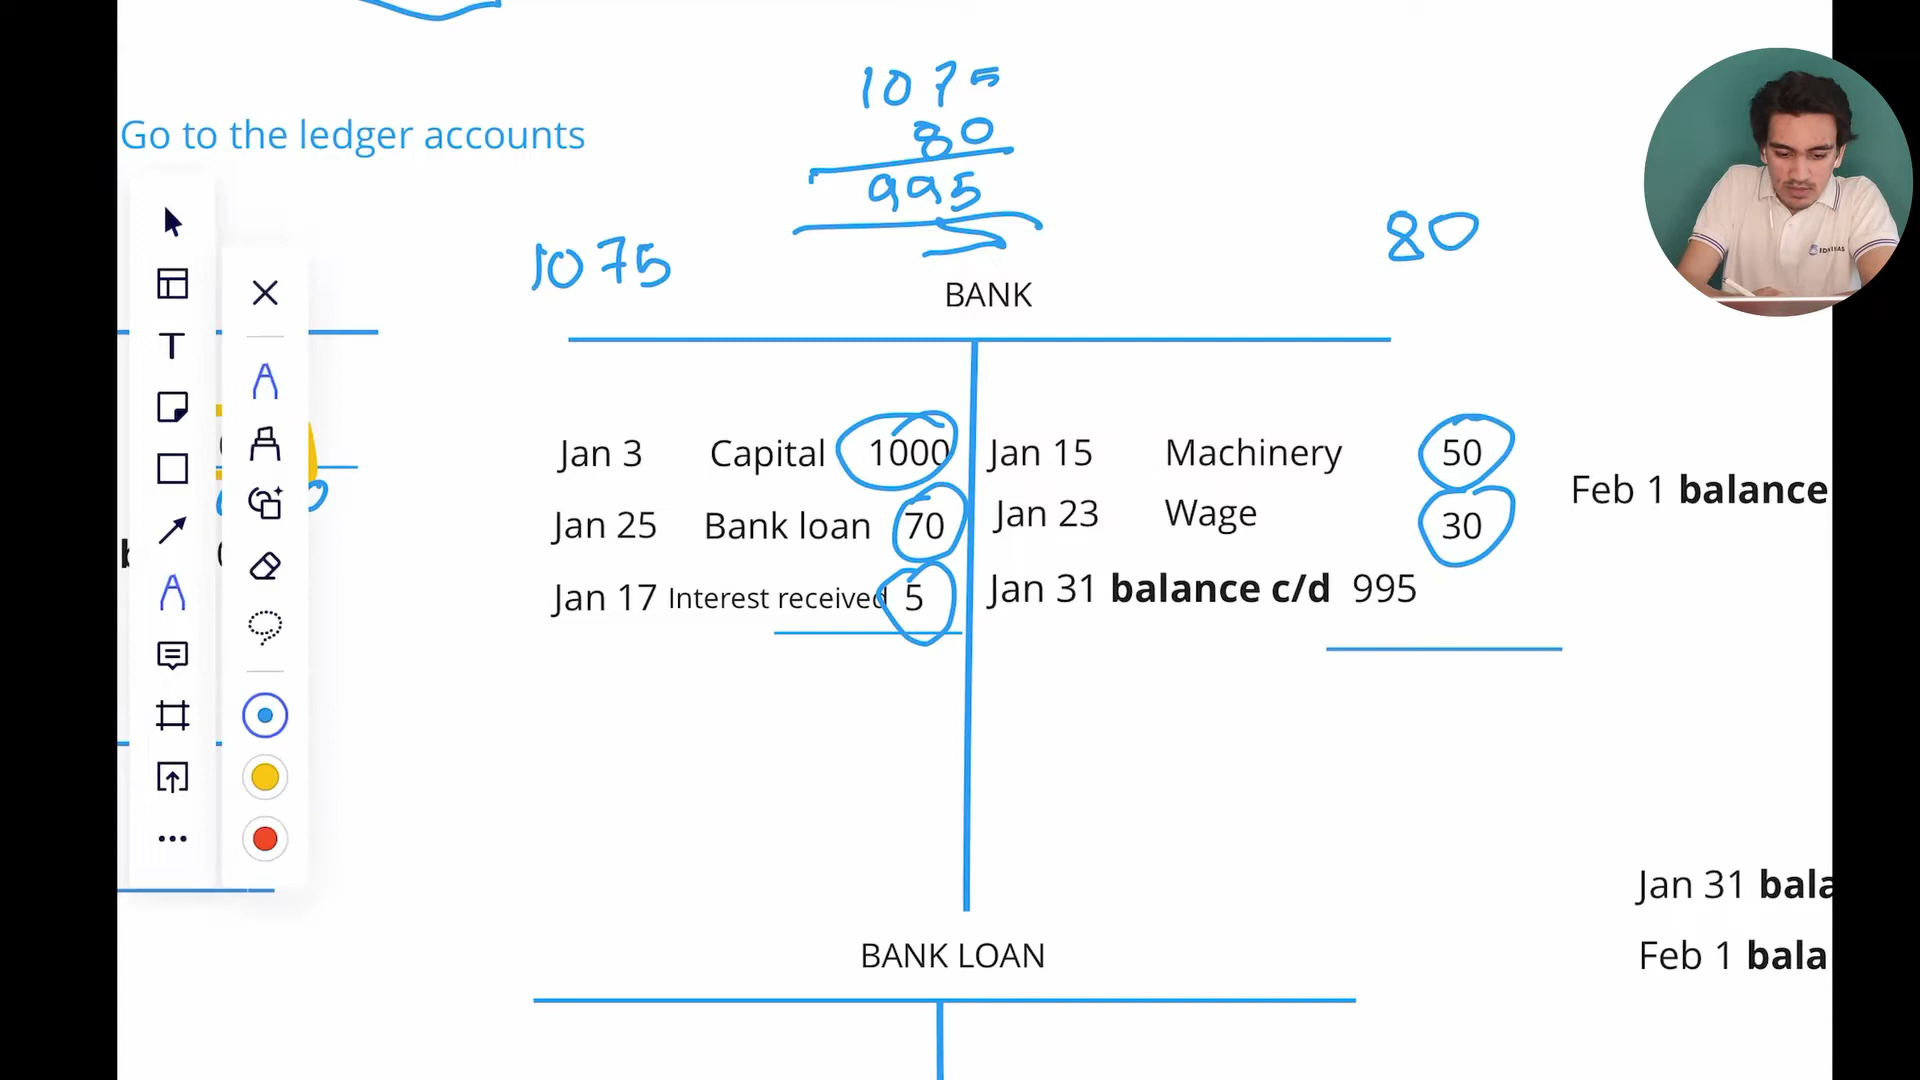 1075
80
995
Go to the ledger accounts
1075
80
BANK
Jan 3 Capital 1000 Jan 15 Machinery 50
Feb 1 balance
Jan 25 Bank loan 70 Jan 23 Wage 30
Jan 17 Interest received 5 Jan 31 balance c/d 995
Jan 31 bala
BANK LOAN
Feb 1 bala